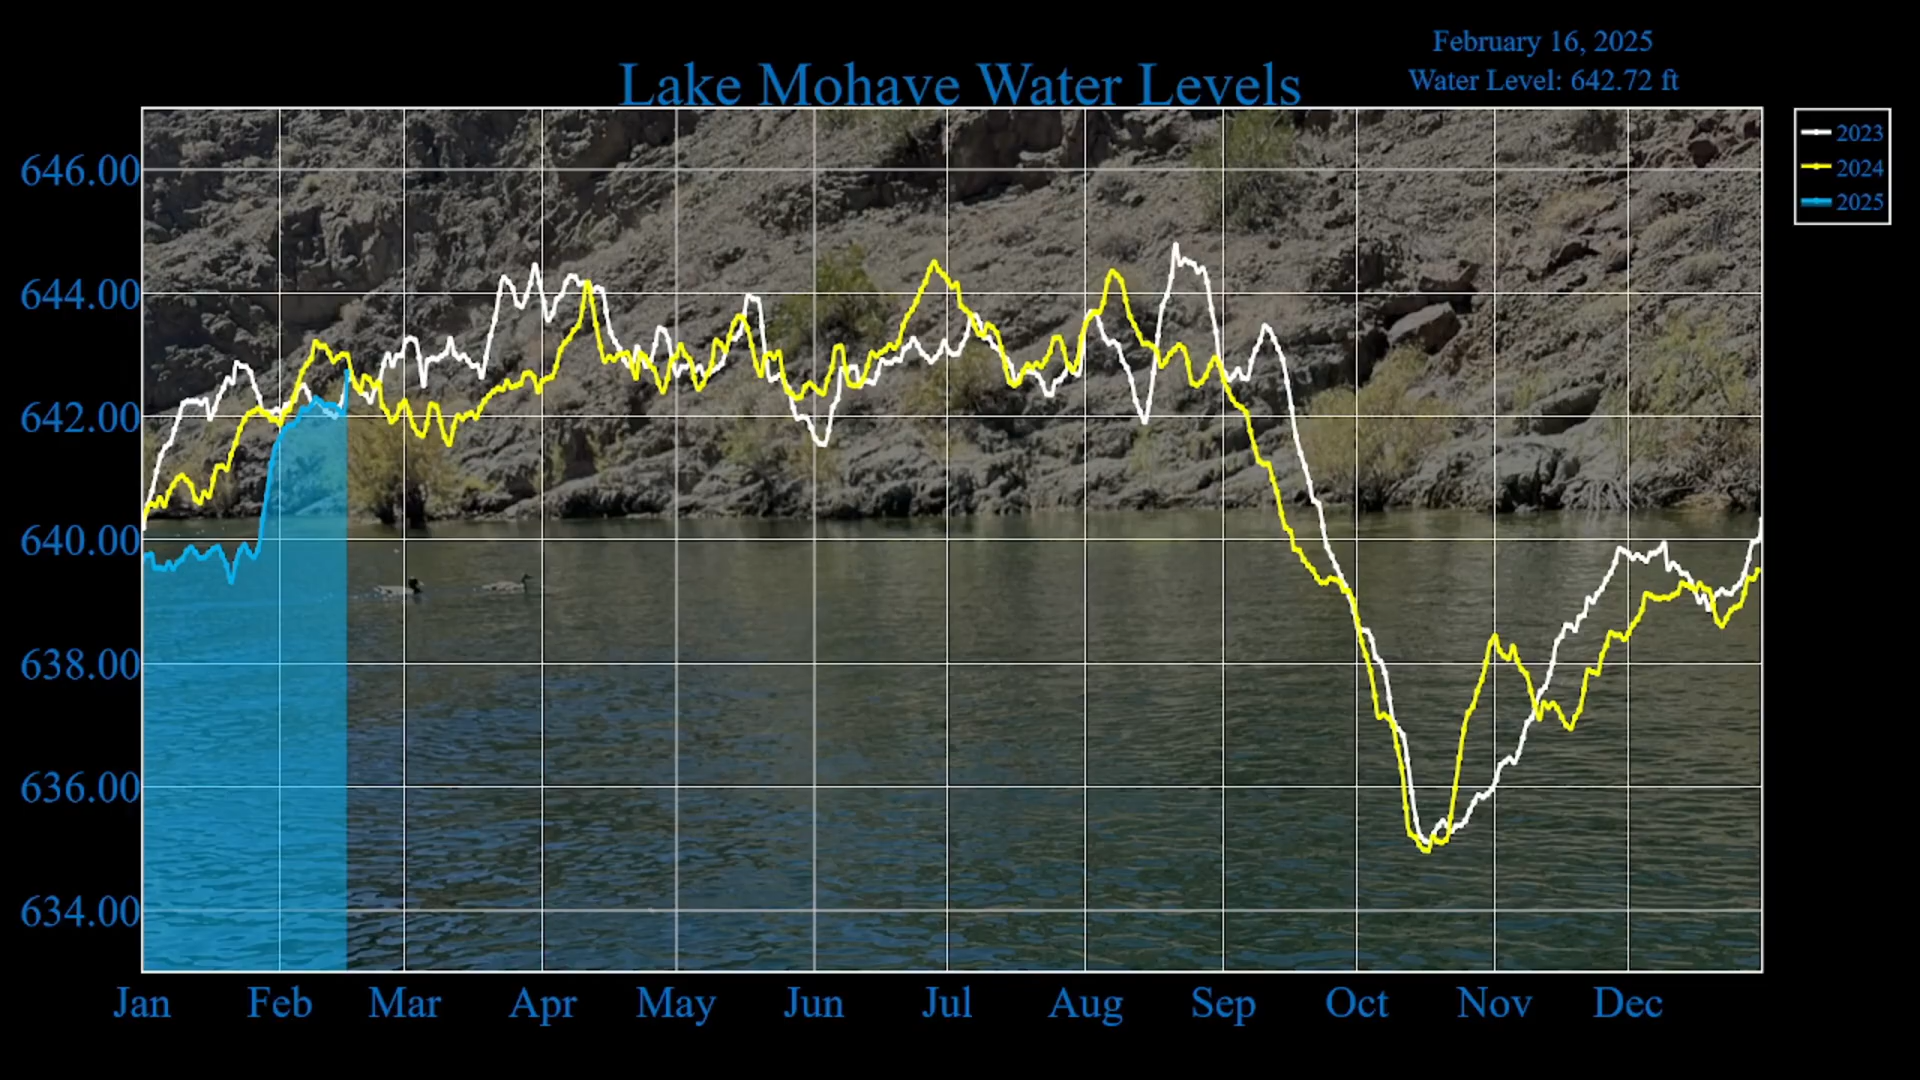 February 16, 2025
Lake Mohave Water Levels
Water Level: 642.72 ft
2023
2024
2025
646.00
644.00
642.00
640.00
638.00
636.00
634.00
Jan Feb Mar Apr May Jun Jul Aug Sep Oct Nov Dec